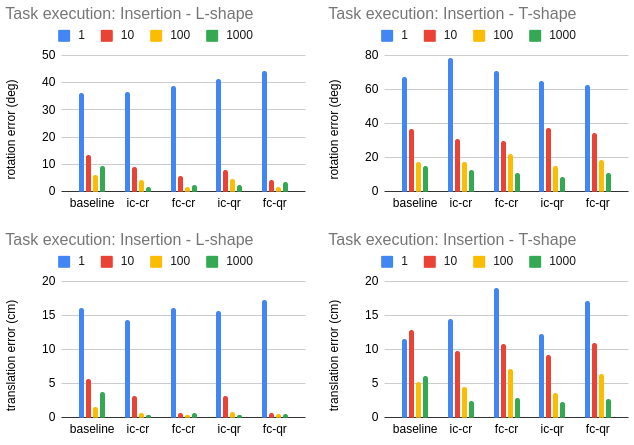 Task execution: Insertion - L-shape
1 10 100 1000
rotation error (deg)
50
40
30
20
10
0
baseline ic-cr fc-cr ic-qr fc-qr
Task execution: Insertion - T-shape
1 10 100 1000
rotation error (deg)
80
60
40
20
0
baseline ic-cr fc-cr ic-qr fc-qr
Task execution: Insertion - L-shape
1 10 100 1000
translation error (cm)
20
15
10
5
0
baseline ic-cr fc-cr ic-qr fc-qr
Task execution: Insertion - T-shape
1 10 100 1000
translation error (cm)
20
15
10
5
0
baseline ic-cr fc-cr ic-qr fc-qr